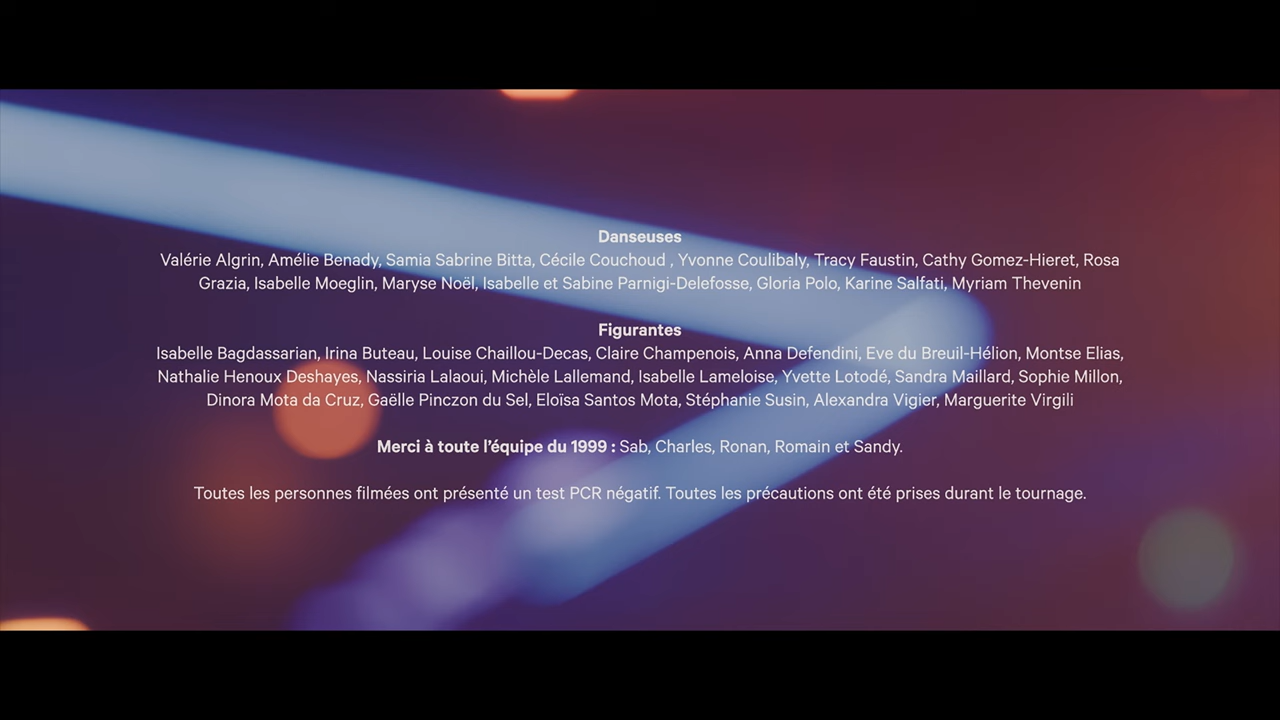 Danseuses
Valérie Algrin, Amélie Benady, Samia Sabrine Bitta, Cécile Couchoud , Yvonne Coulibaly, Tracy Faustin, Cathy Gomez-Hieret, Rosa
Grazia, Isabelle Moeglin, Maryse Noël, Isabelle et Sabine Parnigi-Delefosse, Gloria Polo, Karine Salfati, Myriam Thevenin
Figurantes
Isabelle Bagdassarian, Irina Buteau, Louise Chaillou-Decas, Claire Champenois, Anna Defendini, Eve du Breuil-Hélion, Montse Elias,
Nathalie Henoux Deshayes, Nassiria Lalaoui, Michèle Lallemand, Isabelle Lameloise, Yvette Lotodé, Sandra Maillard, Sophie Millon,
Dinora Mota da Cruz, Gaëlle Pinczon du Sel, Eloïsa Santos Mota, Stéphanie Susin, Alexandra Vigier, Marguerite Virgili
Merci à toute l’équipe du 1999 : Sab, Charles, Ronan, Romain et Sandy.
Toutes les personnes filmées ont présenté un test PCR négatif. Toutes les précautions ont été prises durant le tournage.